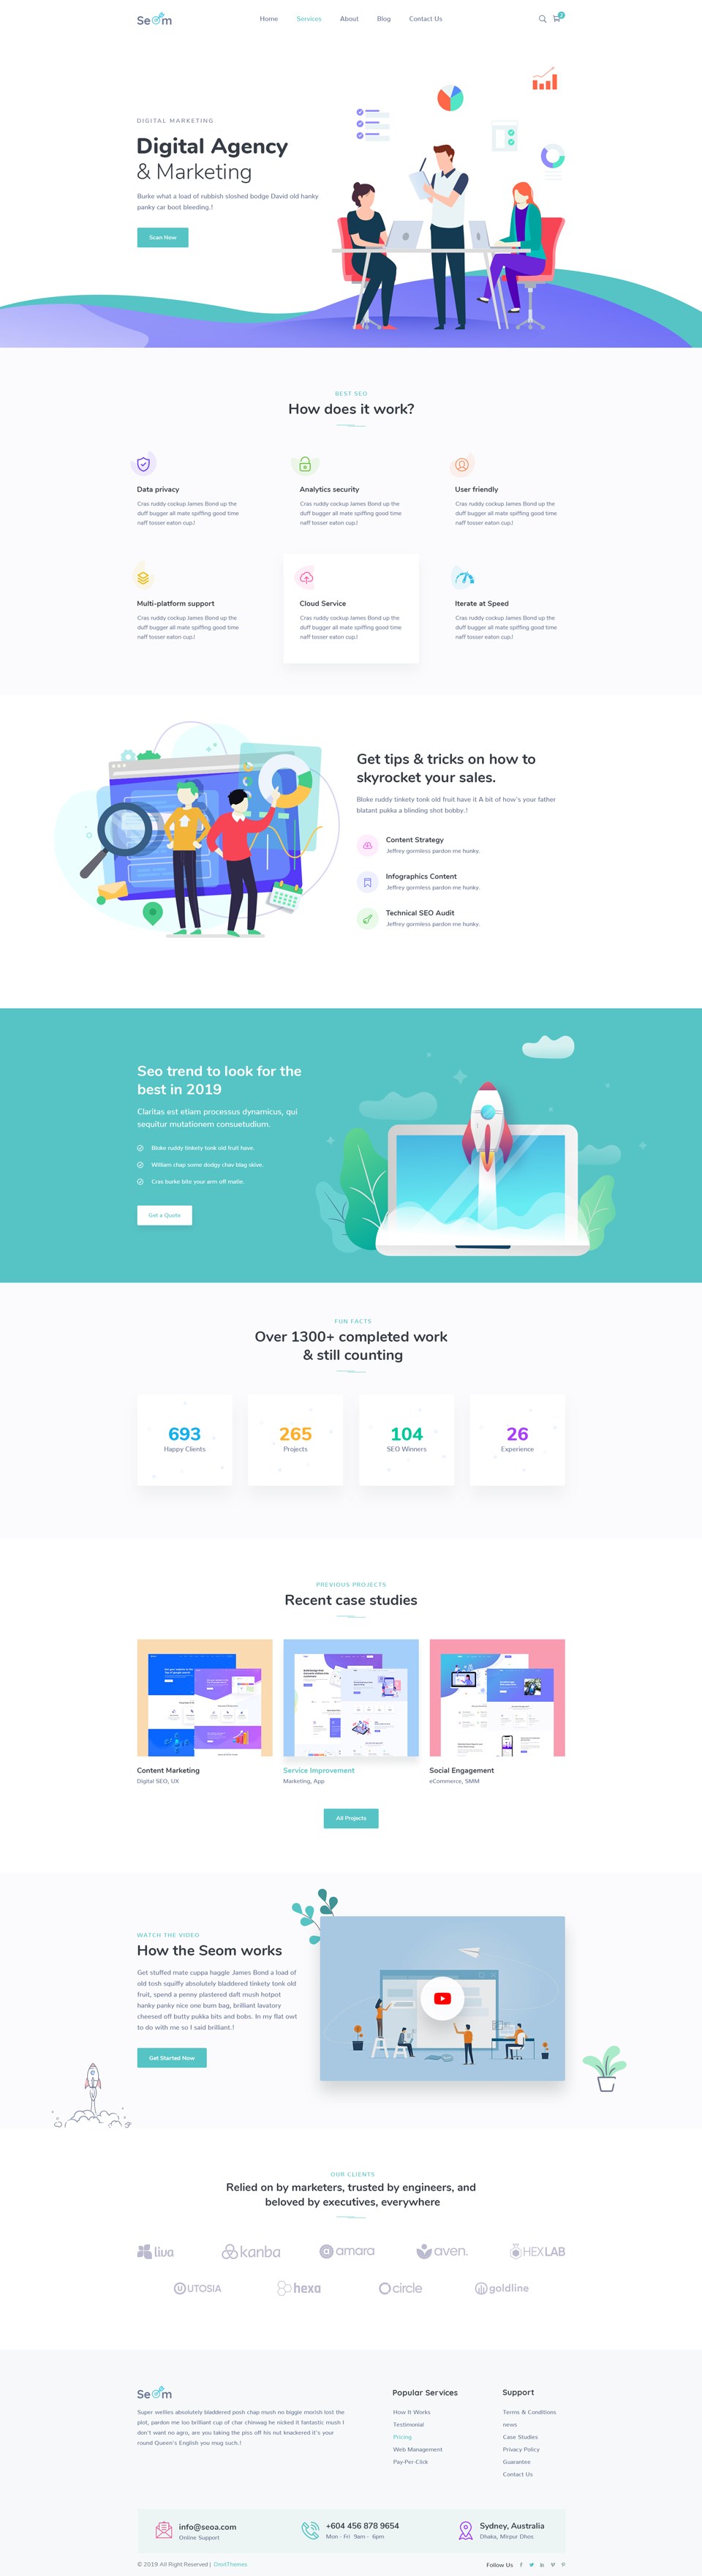 Seom
Home
Services
About
Blog
Contact Us
2
DIGITAL MARKETING
Digital Agency
& Marketing
Burke what a load of rubbish sloshed bodge David old hanky
panky car boot bleeding.!
Scan Now
BEST SEO
How does it work?
Data privacy
Cras ruddy cockup James Bond up the
duff bugger all mate spiffing good time
naff tosser eaton cup.!
Analytics security
Cras ruddy cockup James Bond up the
duff bugger all mate spiffing good time
naff tosser eaton cup.!
User friendly
Cras ruddy cockup James Bond up the
duff bugger all mate spiffing good time
naff tosser eaton cup.!
Multi-platform support
Cras ruddy cockup James Bond up the
duff bugger all mate spiffing good time
naff tosser eaton cup.!
Cloud Service
Cras ruddy cockup James Bond up the
duff bugger all mate spiffing good time
naff tosser eaton cup.!
Iterate at Speed
Cras ruddy cockup James Bond up the
duff bugger all mate spiffing good time
naff tosser eaton cup.!
Get tips & tricks on how to
skyrocket your sales.
Bloke ruddy tinkety tonk old fruit have it A bit of how's your father
blatant pukka a blinding shot bobby.!
Content Strategy
Jeffrey gormless pardon me hunky.
Infographics Content
Jeffrey gormless pardon me hunky.
Technical SEO Audit
Jeffrey gormless pardon me hunky.
Seo trend to look for the
best in 2019
Claritas est etiam processus dynamicus, qui
sequitur mutationem consuetudium.
Bloke ruddy tinkety tonk old fruit have.
William chap some dodgy chav blag skive.
Cras burke bite your arm off matie.
Get a Quote
FUN FACTS
Over 1300+ completed work
& still counting
693
Happy Clients
265
Projects
104
SEO Winners
26
Experience
PREVIOUS PROJECTS
Recent case studies
Content Marketing
Digital SEO, UX
Service Improvement
Marketing, App
Social Engagement
eCommerce, SMM
All Projects
WATCH THE VIDEO
How the Seom works
Get stuffed mate cuppa haggle James Bond a load of
old tosh squiffy absolutely bladdered tinkety tonk old
fruit, spend a penny plastered daft mush hotpot
hanky panky nice one bum bag, brilliant lavatory
cheesed off butty pukka bits and bobs. In my flat owt
to do with me so I said brilliant.!
Get Started Now
OUR CLIENTS
Relied on by marketers, trusted by engineers, and
beloved by executives, everywhere
liva
kanba
amara
aven.
HEXLAB
UTOSIA
hexa
circle
goldline
Seom
Super wellies absolutely bladdered posh chap mush no biggie morish lost the
plot, pardon me loo brilliant cup of char chinwag he nicked it fantastic mush I
don't want no agro, are you taking the piss off his nut knackered it's your
round Queen's English you mug such.!
Popular Services
How It Works
Testimonial
Pricing
Web Management
Pay-Per-Click
Support
Terms & Conditions
news
Case Studies
Privacy Policy
Guarantee
Contact Us
info@seoa.com
Online Support
+604 456 878 9654
Mon - Fri 9am - 6pm
Sydney, Australia
Dhaka, Mirpur Dhos
© 2019 All Right Reserved | DroitThemes
Follow Us